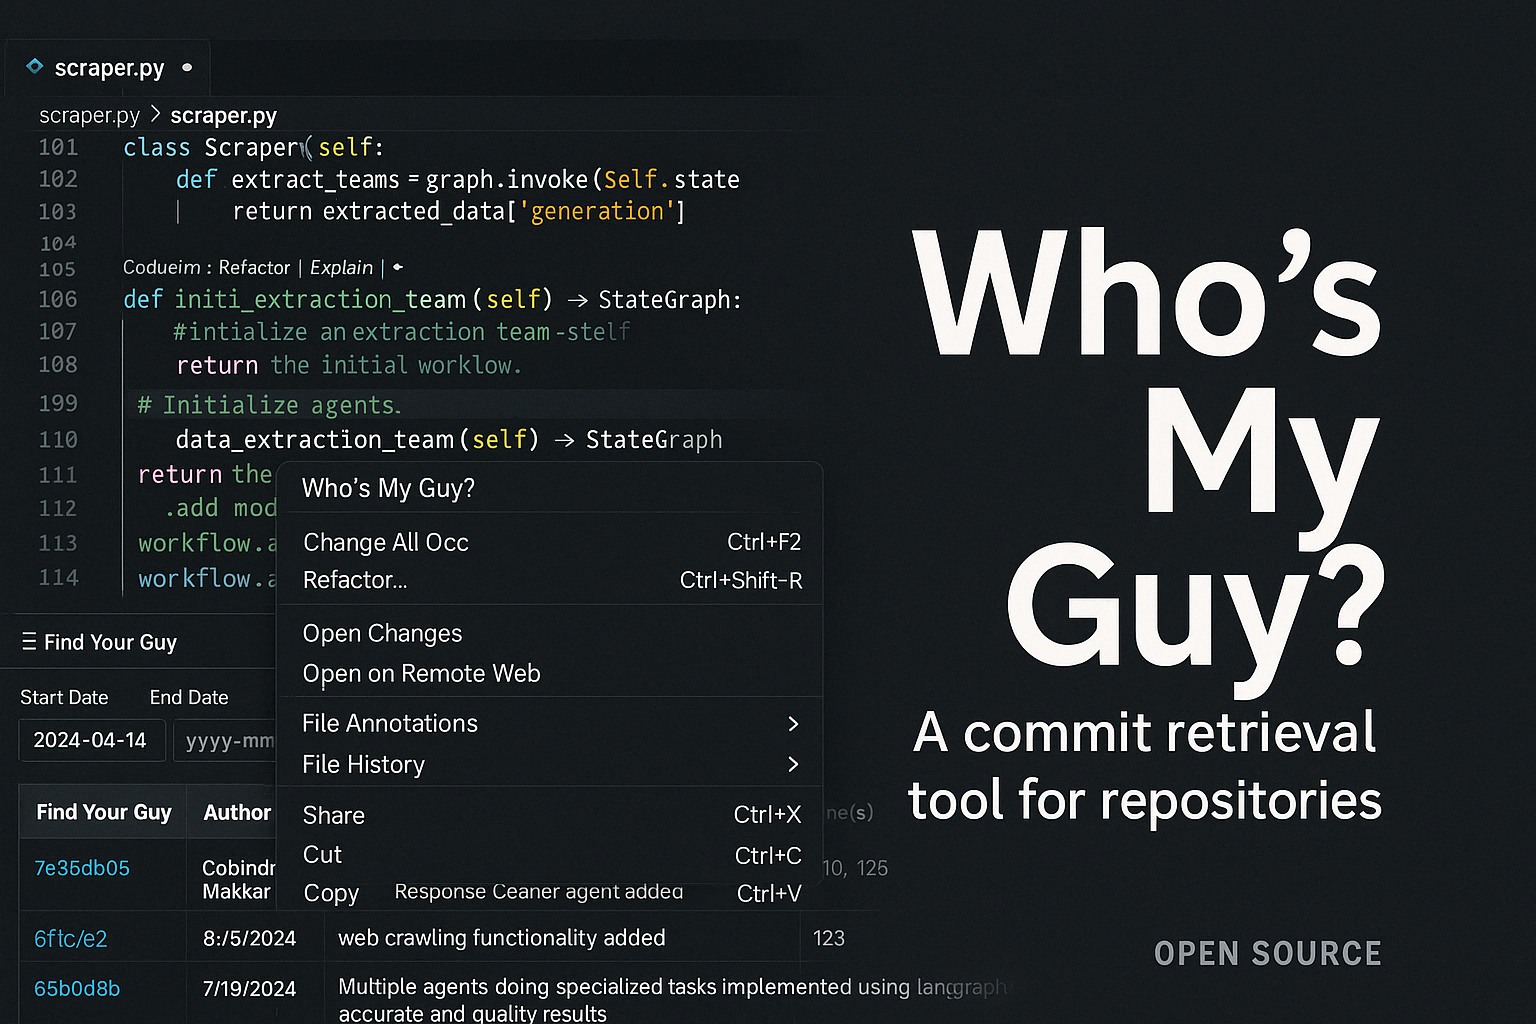 scraper.py
scraper.py > scraper.py
101 class Scraper(self:
102 def extract_teams = graph.invoke(Self.state
103 return extracted_data['generation']
104
105 Codueim : Refactor | Explain |
106 def initi_extraction_team(self) → StateGraph:
107 #intialize an extraction team-stelf
108 return the initial worklow.
199 # Initialize agents.
110 data_extraction_team(self) → StateGraph
111 return the
112 .add mod
113 workflow.a
114 workflow.a
Who's My Guy?
Change All Occ Ctrl+F2
Refactor... Ctrl+Shift-R
Open Changes
Open on Remote Web
File Annotations >
File History >
Share Ctrl+X
Cut Ctrl+C
Copy Response Ceaner agent added Ctrl+V
Find Your Guy
Start Date End Date
2024-04-14 yyyy-mm
Find Your Guy Author ne(s)
7e35db05 Cobindr 10, 125
Makkar
6ftc/e2 8:/5/2024 web crawling functionality added 123
65b0d8b 7/19/2024 Multiple agents doing specialized tasks implemented using langgraph
accurate and quality results
Who's
My
Guy?
A commit retrieval
tool for repositories
OPEN SOURCE